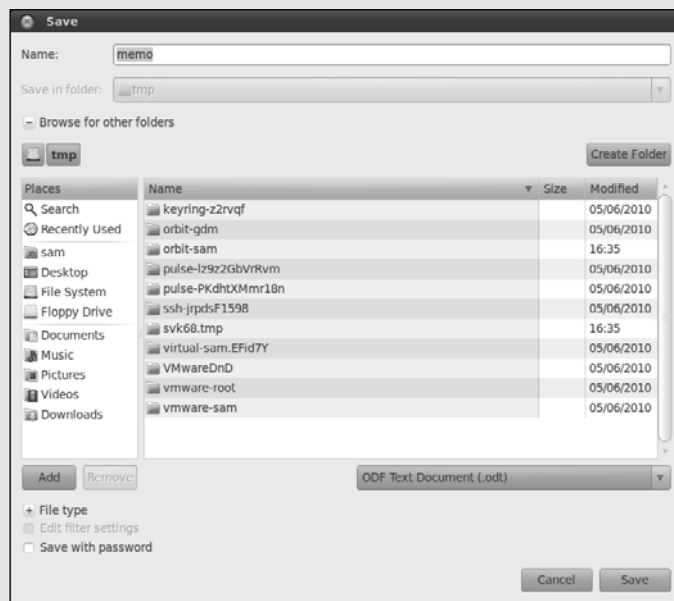 Save
Name: memo
Save in folder: tmp
Browse for other folders
tmp Create Folder
Places Name Size Modified
Search keyring-z2rvqf 05/06/2010
Recently Used orbit-gdm 05/06/2010
sam orbit-sam 16:35
Desktop pulse-lz9z2GbVrRvm 05/06/2010
File System pulse-PKdhtXMmr18n 05/06/2010
Floppy Drive ssh-jrpdsF1598 05/06/2010
Documents svk68.tmp 16:35
Music virtual-sam.EFid7Y 05/06/2010
Pictures VMwareDnD 05/06/2010
Videos vmware-root 05/06/2010
Downloads vmware-sam 05/06/2010
Add Remove ODF Text Document (.odt)
File type
Edit filter settings
Save with password
Cancel Save